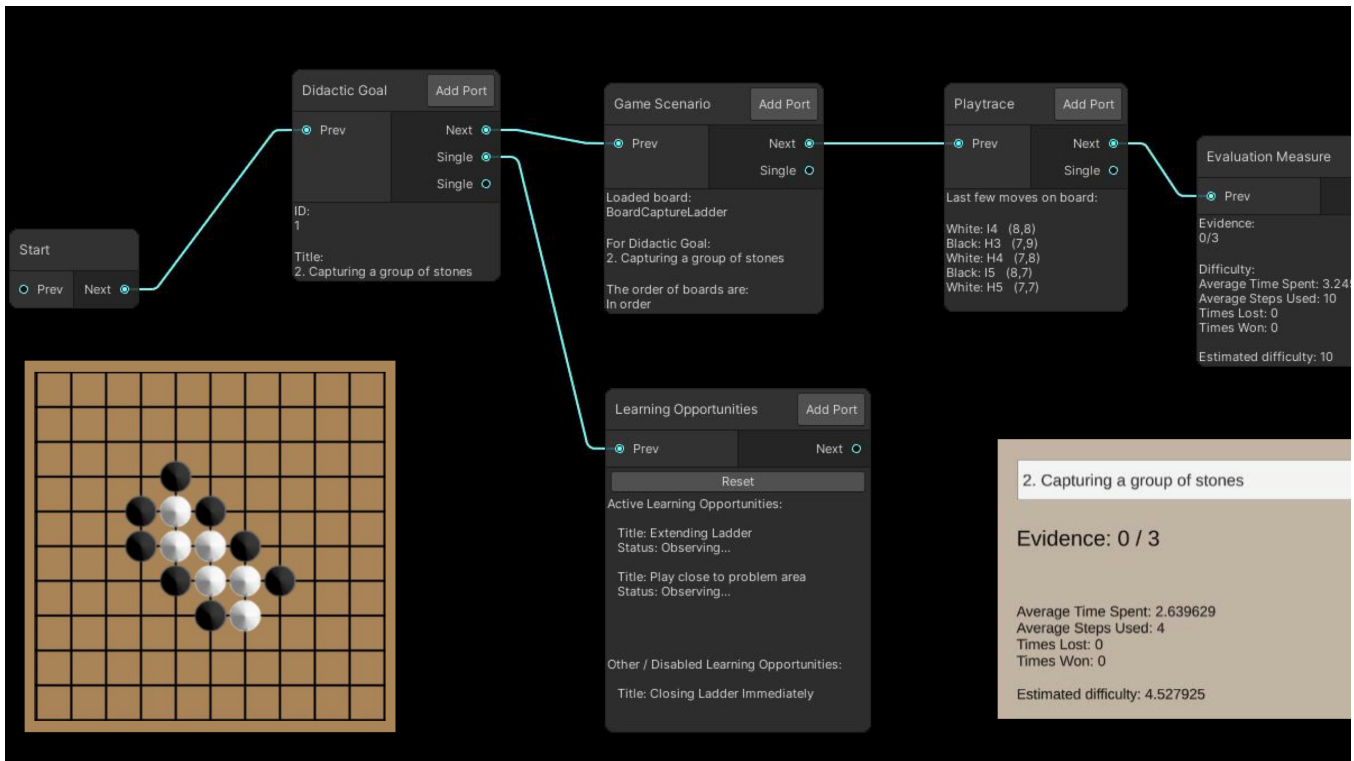 Start
Prev
Next
Didactic Goal
Add Port
Prev
Next
Single
Single
ID:
1
Title:
2. Capturing a group of stones
Game Scenario
Add Port
Prev
Next
Single
Loaded board:
BoardCaptureLadder
For Didactic Goal:
2. Capturing a group of stones
The order of boards are:
In order
Playtrace
Add Port
Prev
Next
Single
Last few moves on board:
White: I4 (8,8)
Black: H3 (7,9)
White: H4 (7,8)
Black: I5 (8,7)
White: H5 (7,7)
Evaluation Measure
Prev
Evidence:
0/3
Difficulty:
Average Time Spent: 3.245
Average Steps Used: 10
Times Lost: 0
Times Won: 0
Estimated difficulty: 10
Learning Opportunities
Add Port
Prev
Next
Reset
Active Learning Opportunities:
Title: Extending Ladder
Status: Observing...
Title: Play close to problem area
Status: Observing...
Other / Disabled Learning Opportunities:
Title: Closing Ladder Immediately
2. Capturing a group of stones
Evidence: 0 / 3
Average Time Spent: 2.639629
Average Steps Used: 4
Times Lost: 0
Times Won: 0
Estimated difficulty: 4.527925